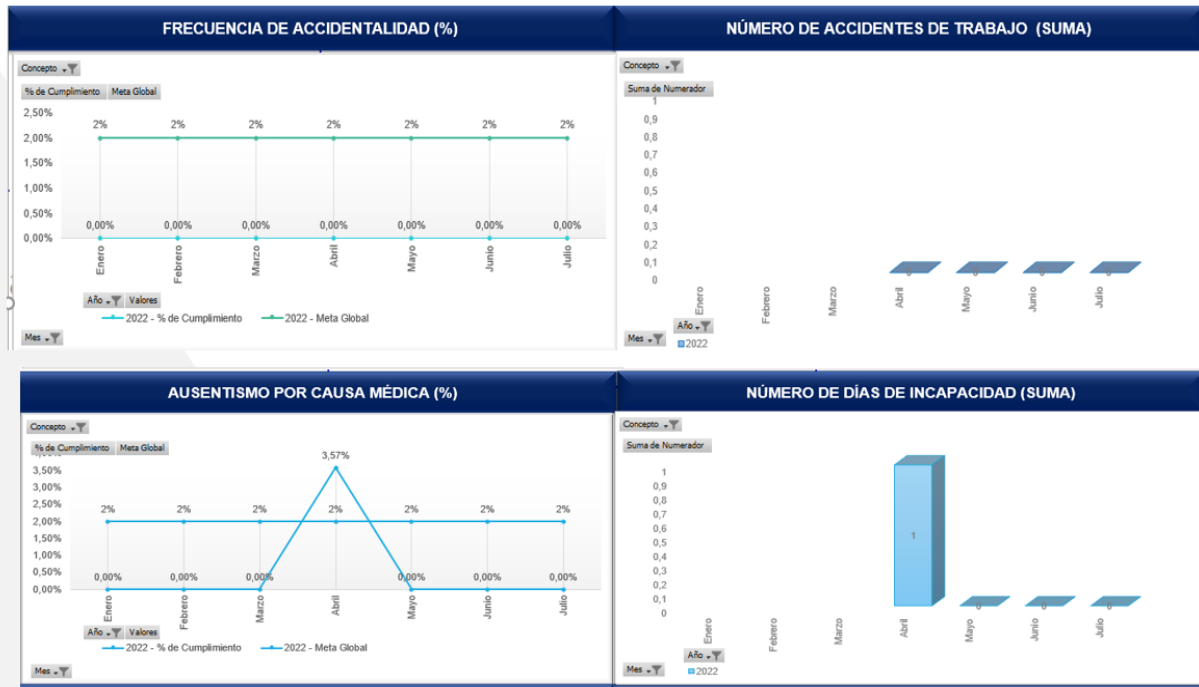 FRECUENCIA DE ACCIDENTALIDAD (%)
Concepto
% de Cumplimiento Meta Global
2,50%
2,00%
1,50%
1,00%
0,50%
0,00%
2% 2% 2% 2% 2% 2% 2%
0,00% 0,00% 0,00% 0,00% 0,00% 0,00% 0,00%
Enero Febrero Marzo Abril Mayo Junio Julio
Año Valores
2022 - % de Cumplimiento 2022 - Meta Global
Mes
NÚMERO DE ACCIDENTES DE TRABAJO (SUMA)
Concepto
Suma de Numerador
1
0,9
0,8
0,7
0,6
0,5
0,4
0,3
0,2
0,1
0
0 0 0 0
Enero Febrero Marzo Abril Mayo Junio Julio
Año
Mes
2022
AUSENTISMO POR CAUSA MÉDICA (%)
Concepto
% de Cumplimiento Meta Global
3,50%
3,00%
2,50%
2,00%
1,50%
1,00%
0,50%
0,00%
3,57%
2% 2% 2% 2% 2% 2% 2%
0,00% 0,00% 0,00% 0,00% 0,00% 0,00%
Enero Febrero Marzo Abril Mayo Junio Julio
Año Valores
2022 - % de Cumplimiento 2022 - Meta Global
Mes
NÚMERO DE DÍAS DE INCAPACIDAD (SUMA)
Concepto
Suma de Numerador
1
0,9
0,8
0,7
0,6
0,5
0,4
0,3
0,2
0,1
0
1 0 0 0
Enero Febrero Marzo Abril Mayo Junio Julio
Año
Mes
2022